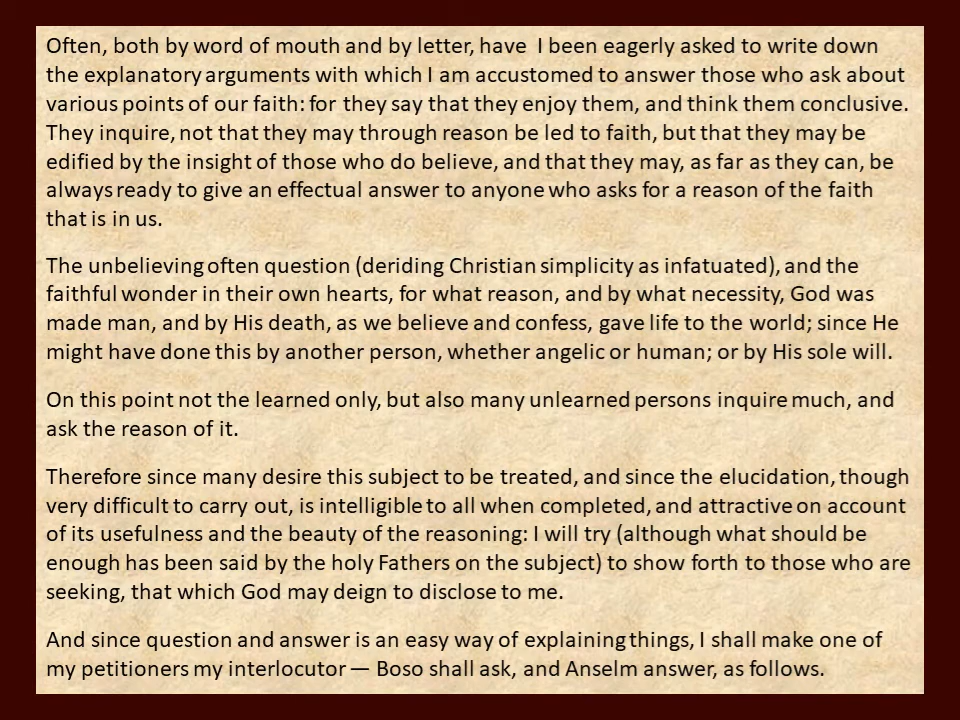 Often, both by word of mouth and by letter, have I been eagerly asked to write down
the explanatory arguments with which I am accustomed to answer those who ask about
various points of our faith: for they say that they enjoy them, and think them conclusive.
They inquire, not that they may through reason be led to faith, but that they may be
edified by the insight of those who do believe, and that they may, as far as they can, be
always ready to give an effectual answer to anyone who asks for a reason of the faith
that is in us.
The unbelieving often question (deriding Christian simplicity as infatuated), and the
faithful wonder in their own hearts, for what reason, and by what necessity, God was
made man, and by His death, as we believe and confess, gave life to the world; since He
might have done this by another person, whether angelic or human; or by His sole will.
On this point not the learned only, but also many unlearned persons inquire much, and
ask the reason of it.
Therefore since many desire this subject to be treated, and since the elucidation, though
very difficult to carry out, is intelligible to all when completed, and attractive on account
of its usefulness and the beauty of the reasoning: I will try (although what should be
enough has been said by the holy Fathers on the subject) to show forth to those who are
seeking, that which God may deign to disclose to me.
And since question and answer is an easy way of explaining things, I shall make one of
my petitioners my interlocutor — Boso shall ask, and Anselm answer, as follows.